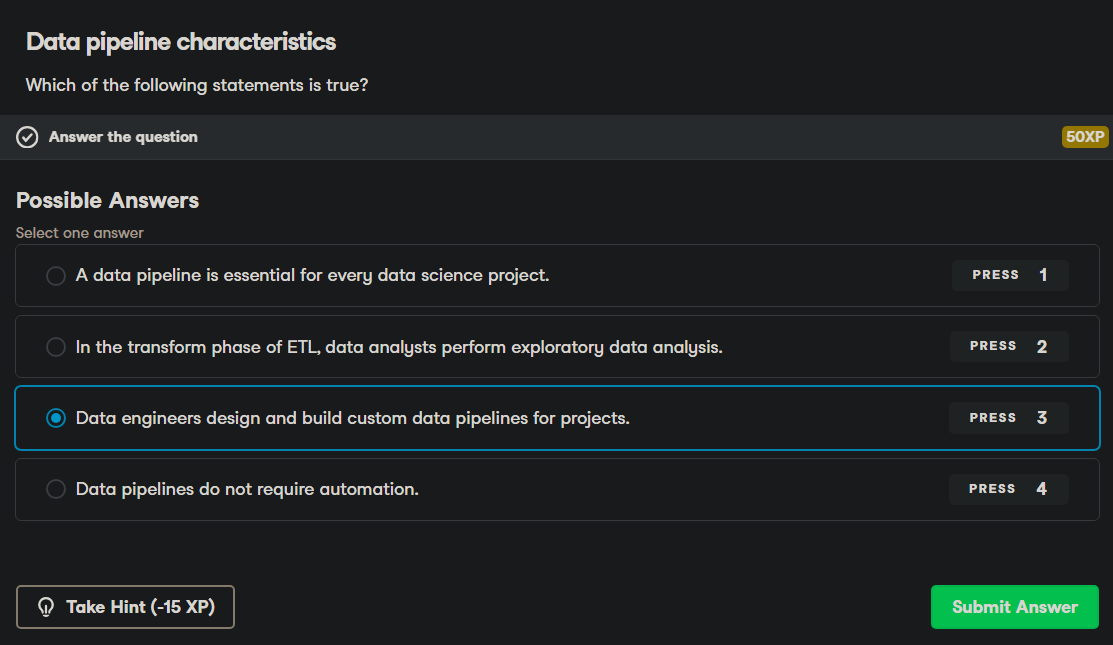 Data pipeline characteristics
Which of the following statements is true?
Answer the question
50XP
Possible Answers
Select one answer
A data pipeline is essential for every data science project.
PRESS 1
In the transform phase of ETL, data analysts perform exploratory data analysis.
PRESS 2
Data engineers design and build custom data pipelines for projects.
PRESS 3
Data pipelines do not require automation.
PRESS 4
Take Hint (-15 XP)
Submit Answer